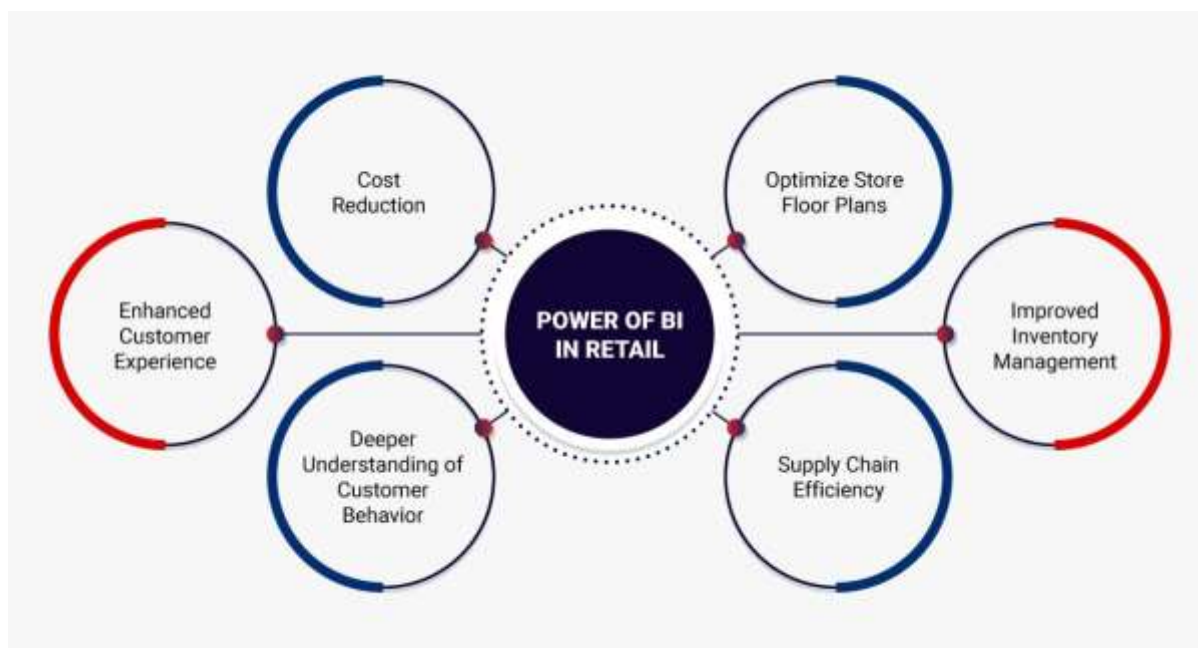 Cost
Reduction
Optimize Store
Floor Plans
Enhanced
Customer
Experience
POWER OF BI
IN RETAIL
Improved
Inventory
Management
Deeper
Understanding of
Customer
Behavior
Supply Chain
Efficiency